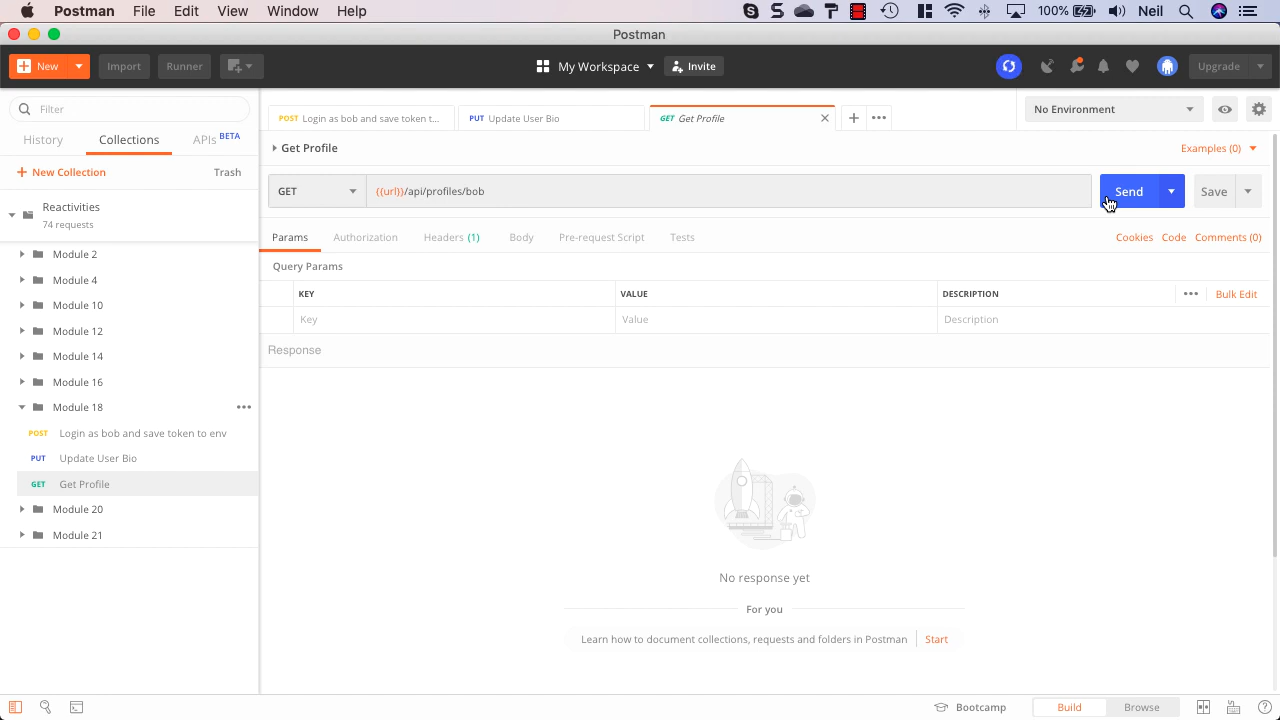 Postman File Edit View Window Help 100% Neil
Postman
New Import Runner My Workspace Invite Upgrade
Filter
History Collections APIs BETA
New Collection Trash
Reactivities
74 requests
Module 2
Module 4
Module 10
Module 12
Module 14
Module 16
Module 18
POST Login as bob and save token to env
PUT Update User Bio
GET Get Profile
Module 20
Module 21
POST Login as bob and save token t... PUT Update User Bio GET Get Profile No Environment
Get Profile Examples (0)
GET {{url}}/api/profiles/bob Send Save
Params Authorization Headers (1) Body Pre-request Script Tests Cookies Code Comments (0)
Query Params
KEY VALUE DESCRIPTION Bulk Edit
Key Value Description
Response
No response yet
For you
Learn how to document collections, requests and folders in Postman Start
Bootcamp Build Browse